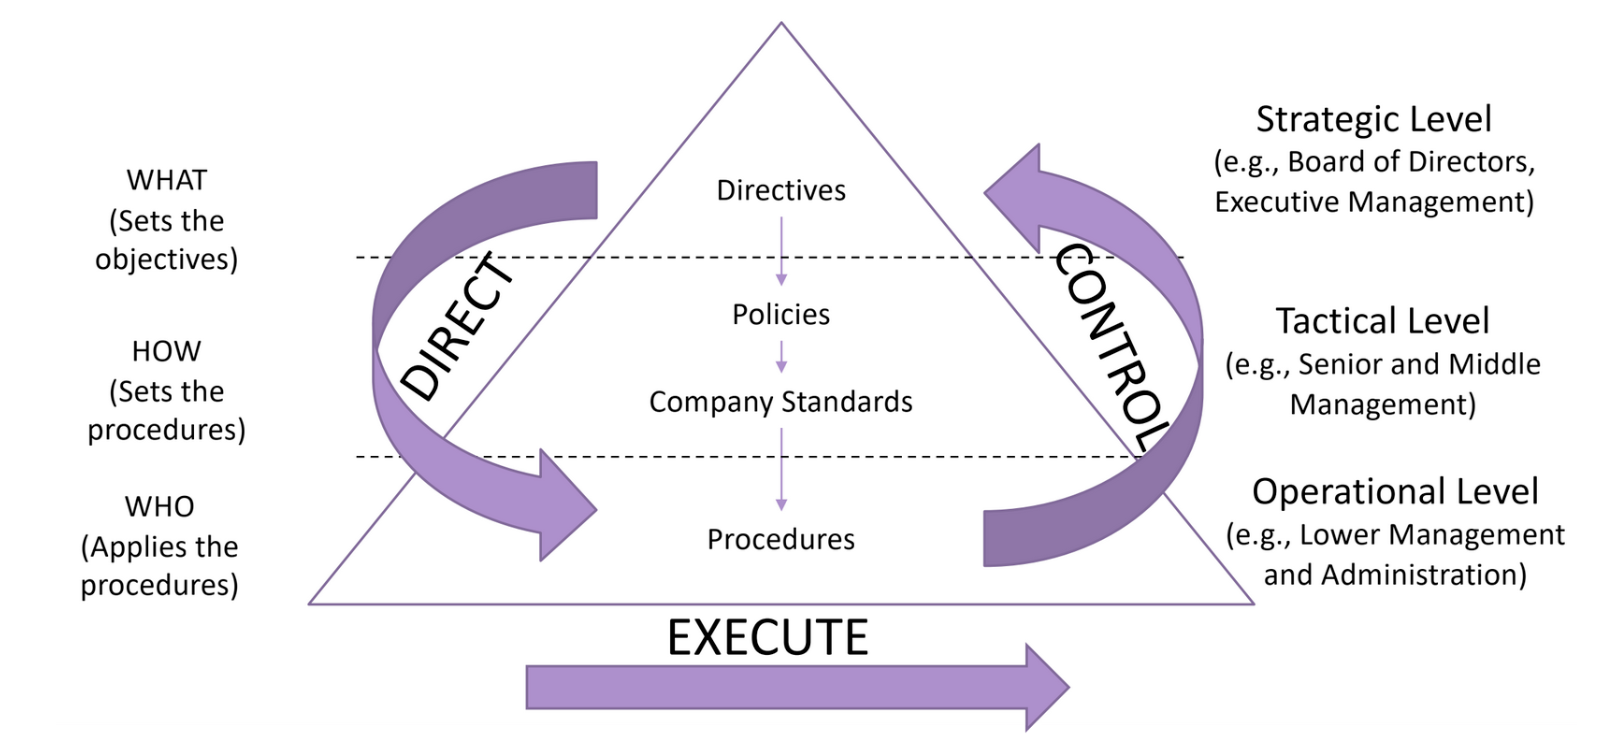 WHAT
(Sets the
objectives)
HOW
(Sets the
procedures)
WHO
(Applies the
procedures)
DIRECT
Directives
Policies
Company Standards
Procedures
CONTROL
Strategic Level
(e.g., Board of Directors,
Executive Management)
Tactical Level
(e.g., Senior and Middle
Management)
Operational Level
(e.g., Lower Management
and Administration)
EXECUTE